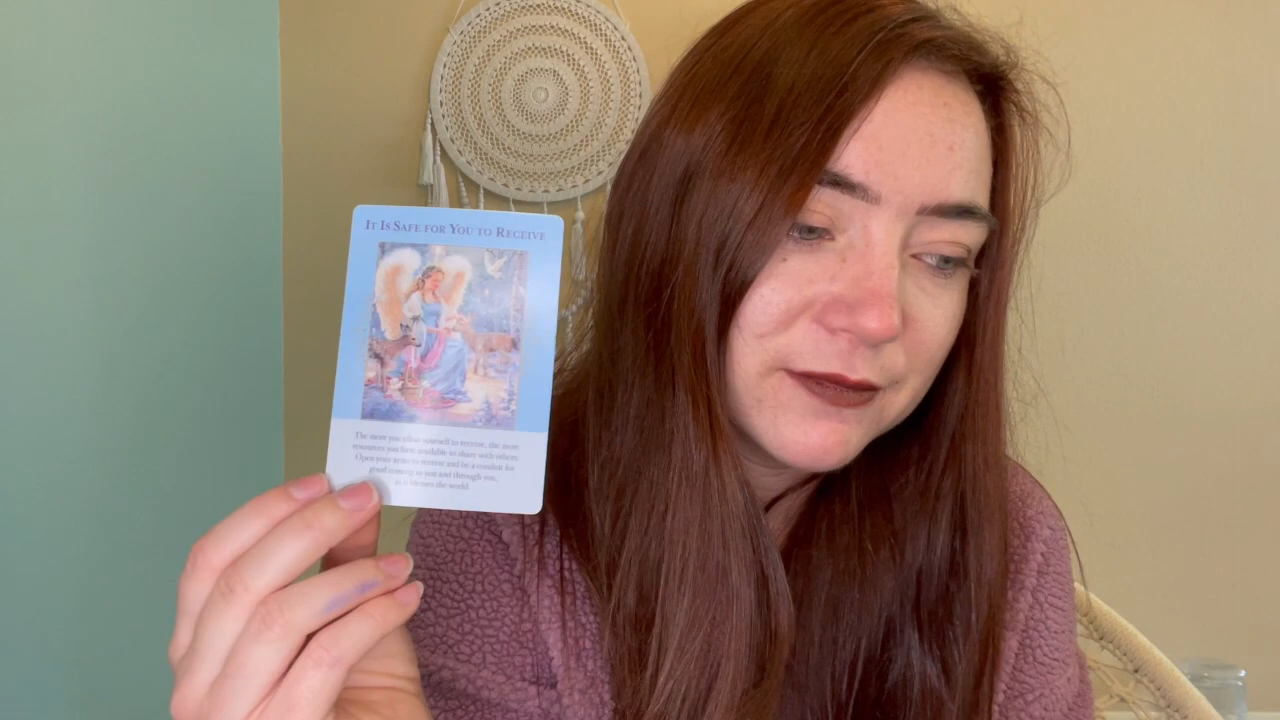 IT IS SAFE FOR YOU TO RECEIVE
The more you allow yourself to receive, the more
resources you have available to share with others.
Open your arms to receive and be a conduit for
good coming to you and through you,
as it blesses the world.